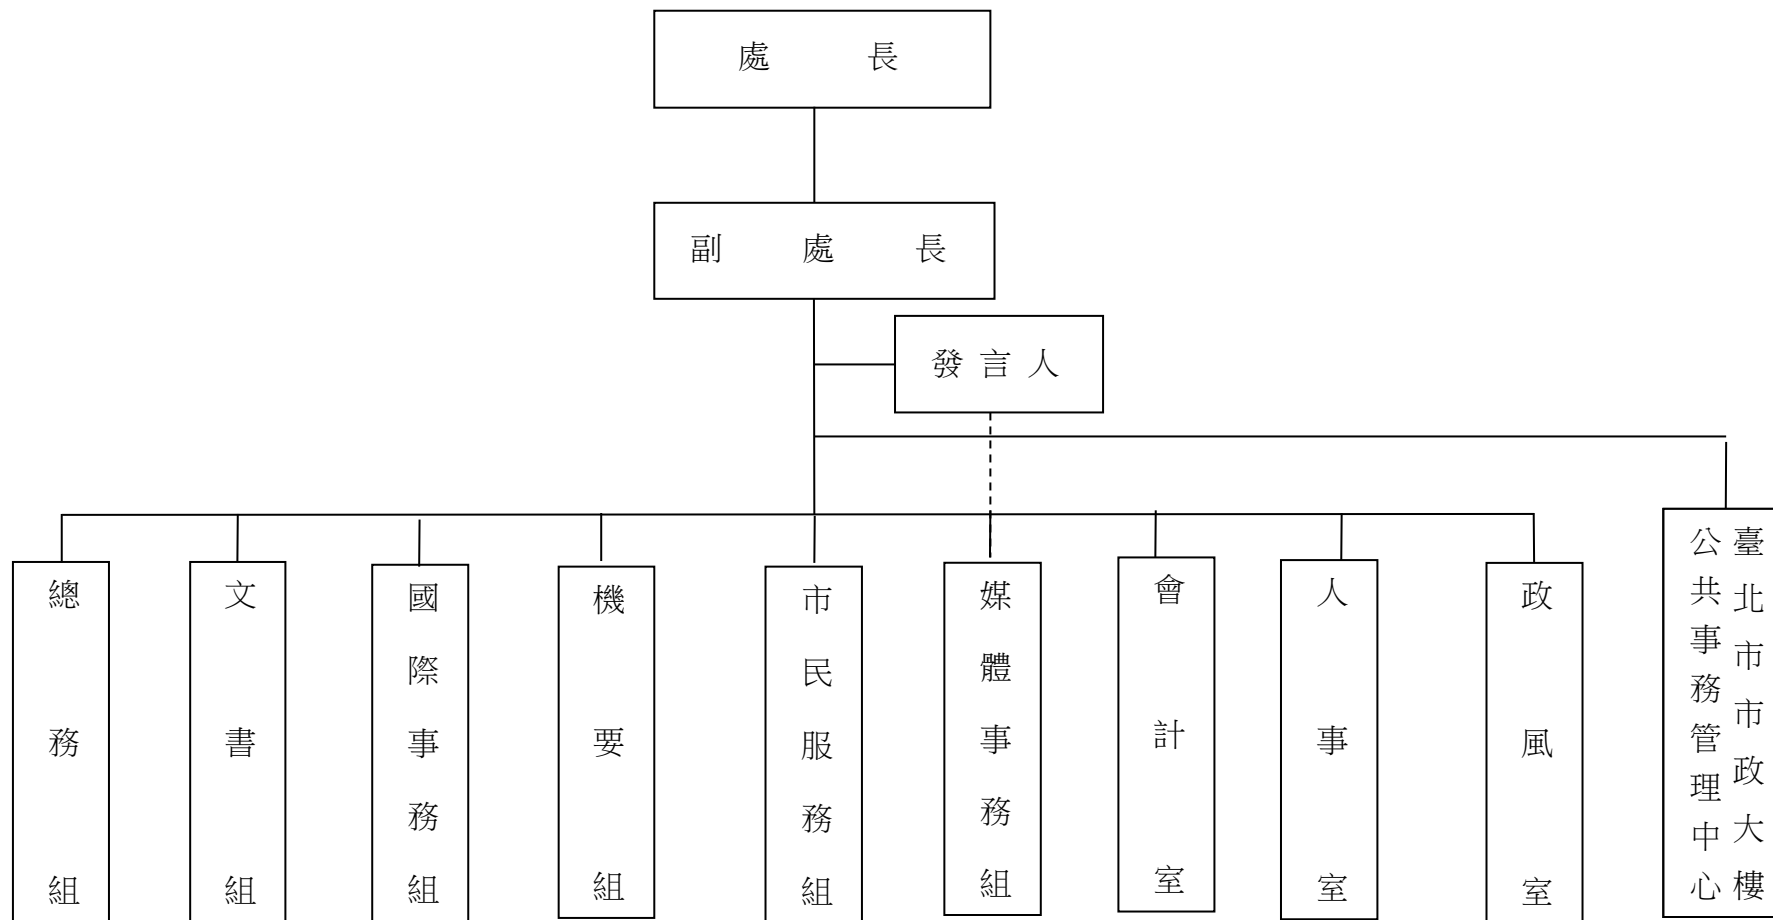 處長
副處長
發言人
總務組
文書組
國際事務組
機要組
市民服務組
媒體事務組
會計室
人事室
政風室
臺北市市政大樓
公共事務管理中心